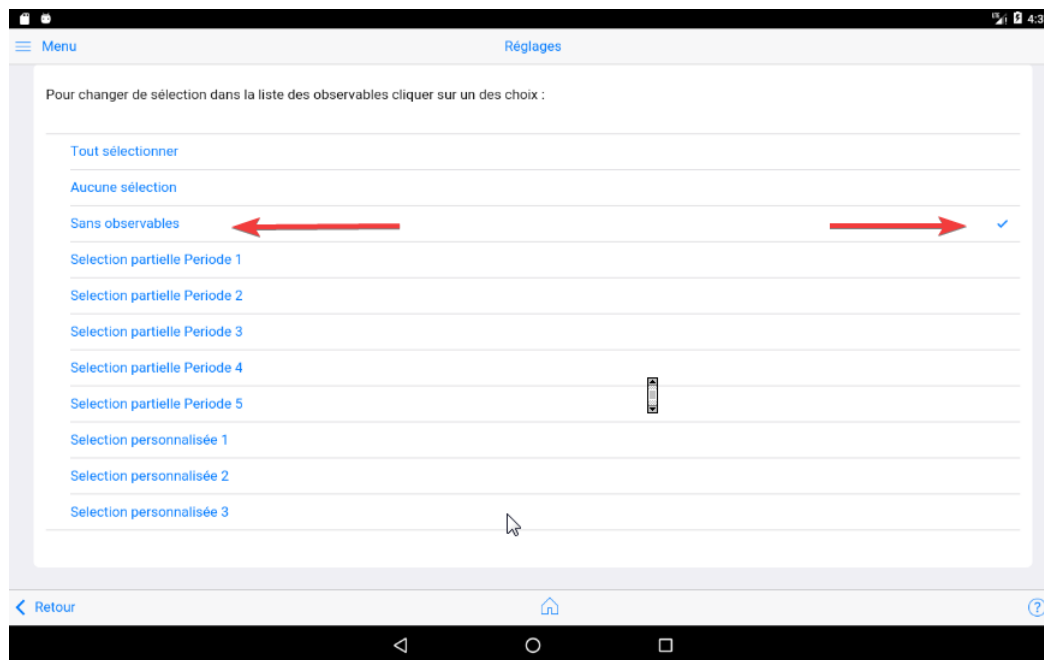 4:3
Menu
Réglages
Pour changer de sélection dans la liste des observables cliquer sur un des choix :
Tout sélectionner
Aucune sélection
Sans observables
Selection partielle Periode 1
Selection partielle Periode 2
Selection partielle Periode 3
Selection partielle Periode 4
Selection partielle Periode 5
Selection personnalisée 1
Selection personnalisée 2
Selection personnalisée 3
Retour
?